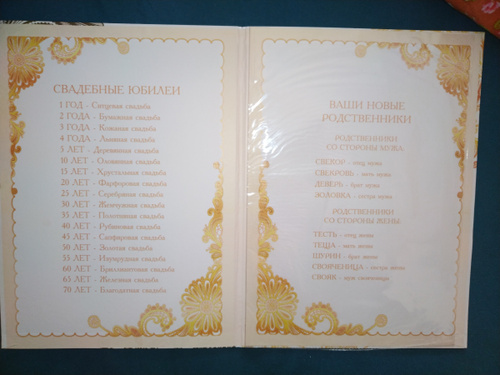 СВАДЕБНЫЕ ЮБИЛЕИ
1 ГОД - Ситцевая свадьба
2 ГОДА - Бумажная свадьба
3 ГОДА - Кожаная свадьба
4 ГОДА - Льняная свадьба
5 ЛЕТ - Деревянная свадьба
10 ЛЕТ - Оловянная свадьба
15 ЛЕТ - Хрустальная свадьба
20 ЛЕТ - Фарфоровая свадьба
25 ЛЕТ - Серебряная свадьба
30 ЛЕТ - Жемчужная свадьба
35 ЛЕТ - Полотняная свадьба
40 ЛЕТ - Рубиновая свадьба
45 ЛЕТ - Сапфировая свадьба
50 ЛЕТ - Золотая свадьба
55 ЛЕТ - Изумрудная свадьба
60 ЛЕТ - Бриллиантовая свадьба
65 ЛЕТ - Железная свадьба
70 ЛЕТ - Благодатная свадьба
ВАШИ НОВЫЕ
РОДСТВЕННИКИ
РОДСТВЕННИКИ
СО СТОРОНЫ МУЖА
СВЕКОР - отец мужа
СВЕКРОВЬ - мать мужа
ДЕВЕРЬ - брат мужа
ЗОЛОВКА - сестра мужа
РОДСТВЕННИКИ
СО СТОРОНЫ ЖЕНЫ
ТЕСТЬ - отец жены
ТЕЩА - мать жены
ШУРИН - брат жены
СВОЯЧЕНИЦА - сестра жены
СВОЯК - муж свояченицы